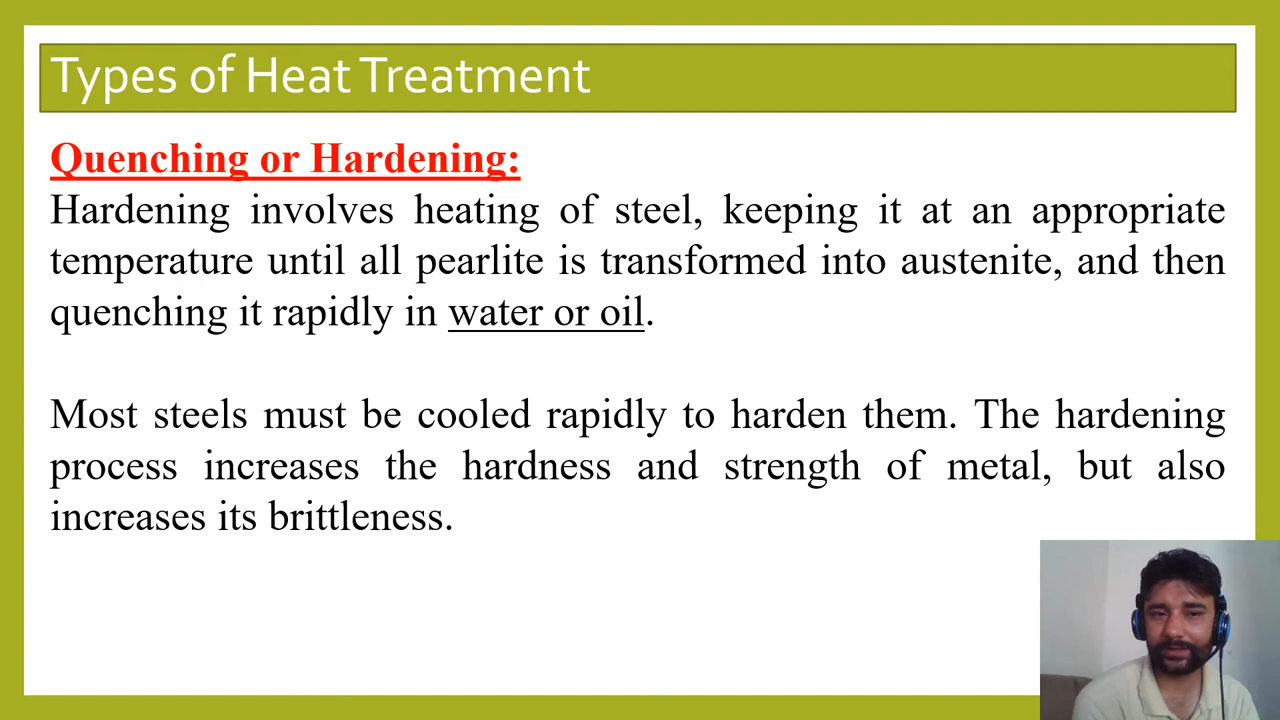 Types of Heat Treatment
Quenching or Hardening:
Hardening involves heating of steel, keeping it at an appropriate
temperature until all pearlite is transformed into austenite, and then
quenching it rapidly in water or oil.
Most steels must be cooled rapidly to harden them. The hardening
process increases the hardness and strength of metal, but also
increases its brittleness.